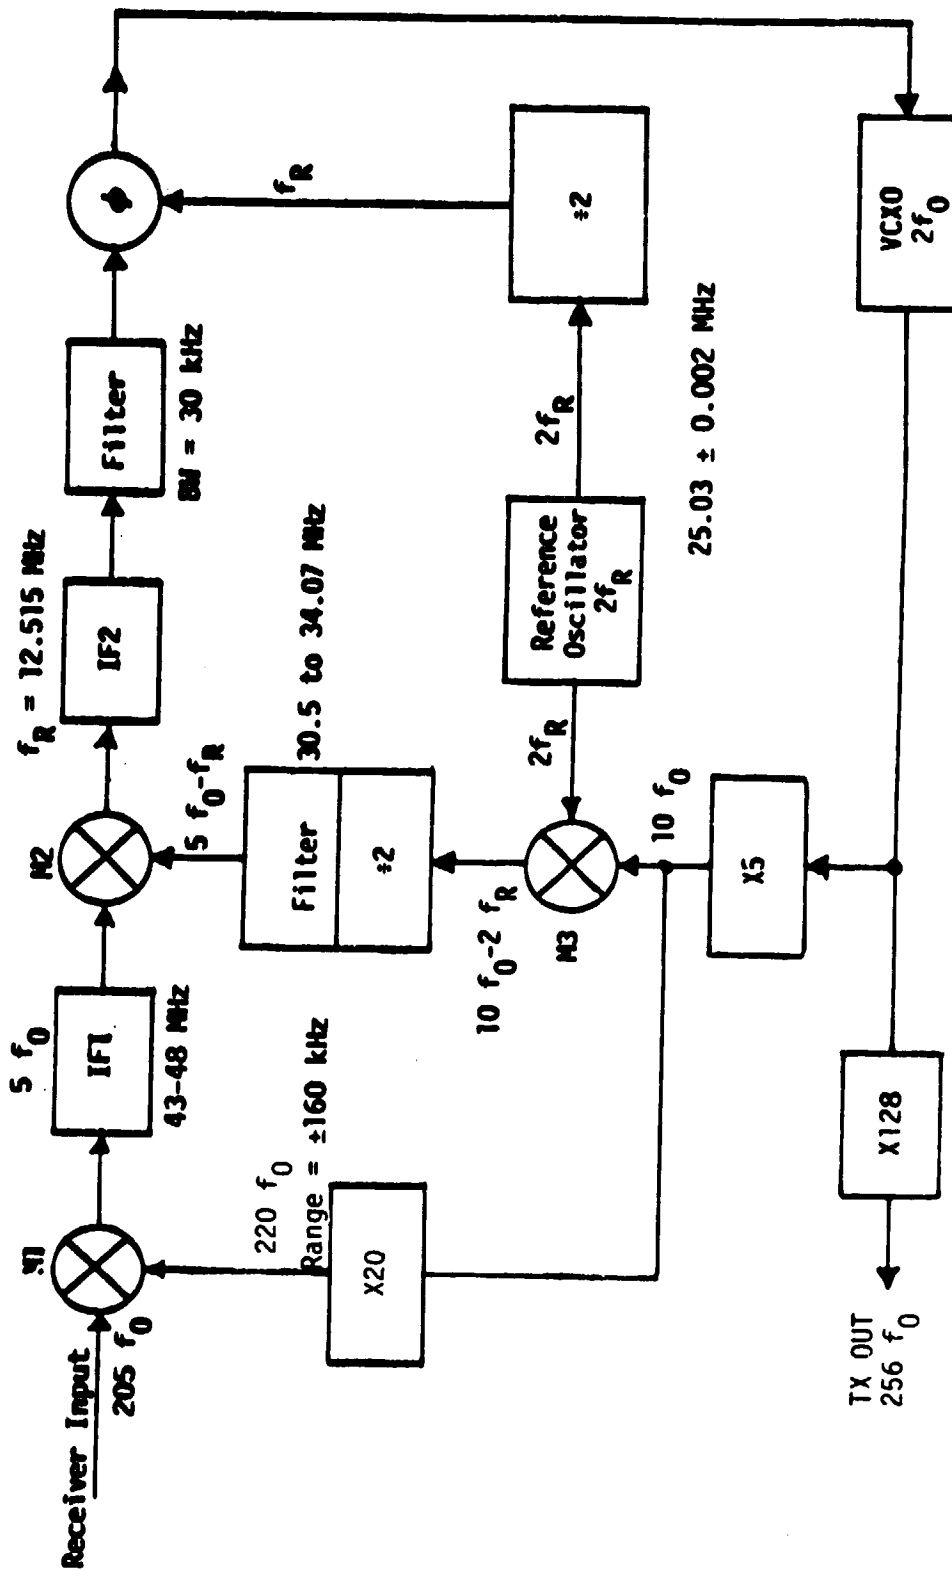 Receiver Input
205 f0
M1
5 f0
IF1
43-48 MHz
M2
fR = 12.515 MHz
IF2
Filter
BW = 30 kHz
ϕ
220 f0
Range = ±160 kHz
X20
5 f0-fR
Filter
÷2
30.5 to 34.07 MHz
10 f0-2 fR
M3
2fR
Reference
Oscillator
2fR
2fR
25.03 ± 0.002 MHz
÷2
fR
10 f0
X5
X128
TX OUT
256 f0
VCXO
2f0